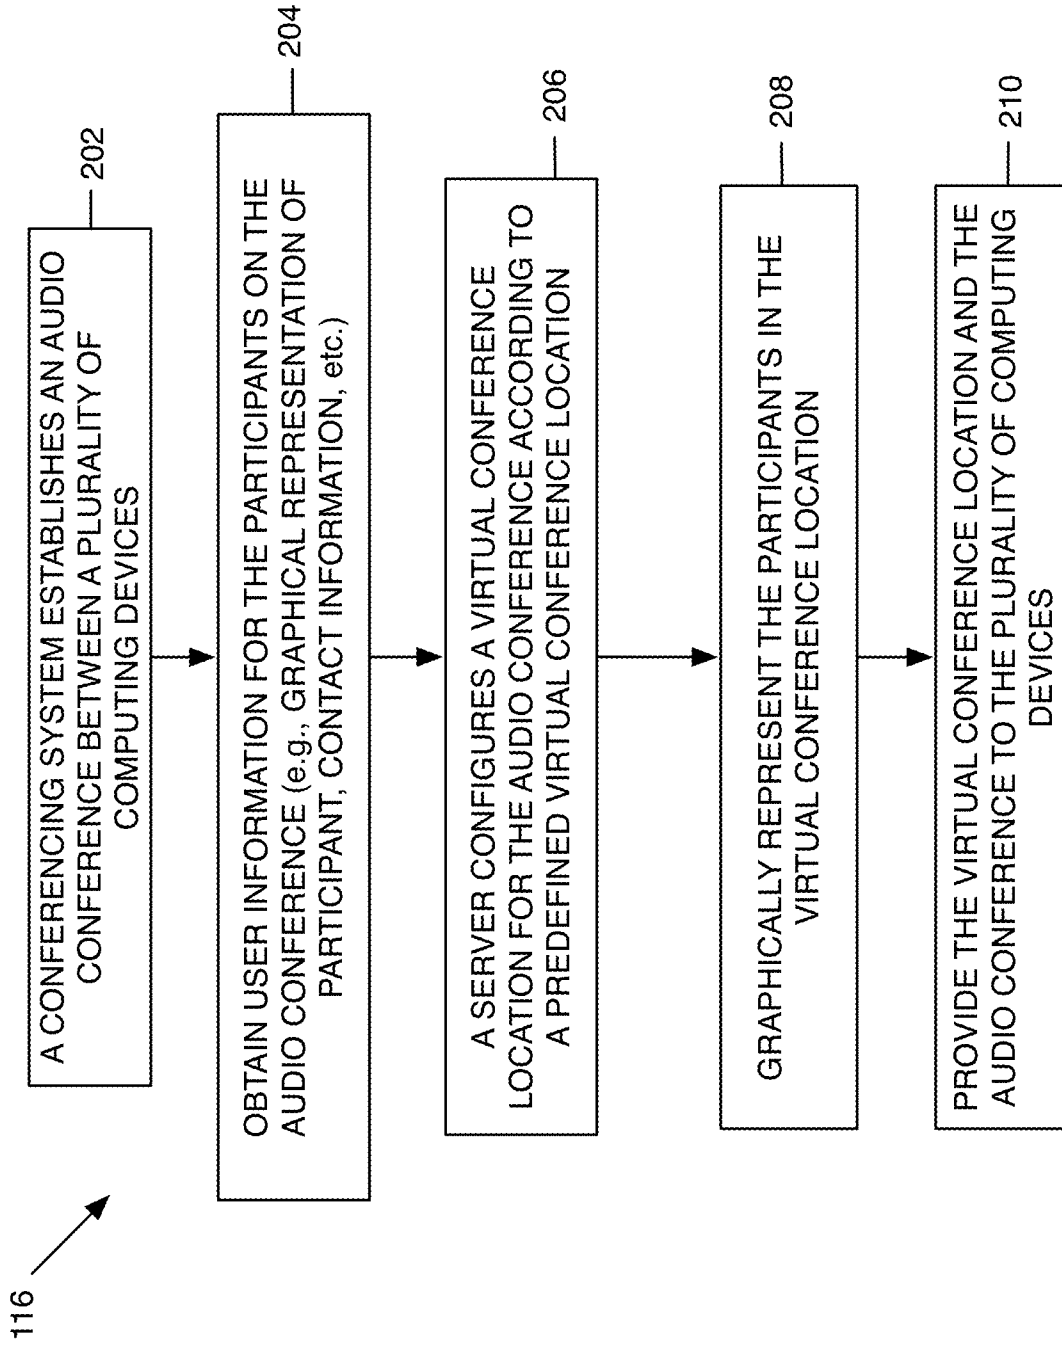 116
A CONFERENCING SYSTEM ESTABLISHES AN AUDIO
CONFERENCE BETWEEN A PLURALITY OF
COMPUTING DEVICES
202
OBTAIN USER INFORMATION FOR THE PARTICIPANTS ON THE
AUDIO CONFERENCE (e.g., GRAPHICAL REPRESENTATION OF
PARTICIPANT, CONTACT INFORMATION, etc.)
204
A SERVER CONFIGURES A VIRTUAL CONFERENCE
LOCATION FOR THE AUDIO CONFERENCE ACCORDING TO
A PREDEFINED VIRTUAL CONFERENCE LOCATION
206
GRAPHICALLY REPRESENT THE PARTICIPANTS IN THE
VIRTUAL CONFERENCE LOCATION
208
PROVIDE THE VIRTUAL CONFERENCE LOCATION AND THE
AUDIO CONFERENCE TO THE PLURALITY OF COMPUTING
DEVICES
210